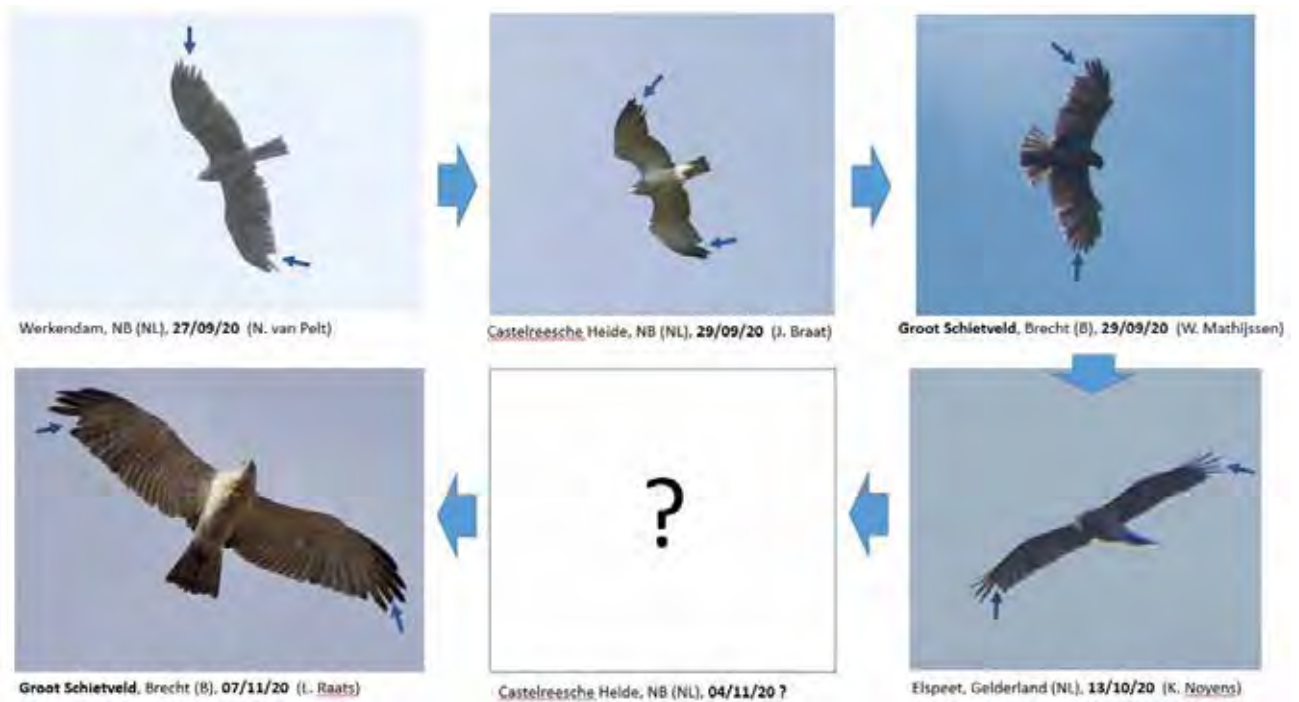 Werkendam, NB (NL), 27/09/20 (N. van Pelt)
Castelreesche Heide, NB (NL), 29/09/20 (J. Braat)
Groot Schietveld, Brecht (B), 29/09/20 (W. Mathijssen)
?
Groot Schietveld, Brecht (B), 07/11/20 (L. Raats)
Castelreesche Heide, NB (NL), 04/11/20 ?
Elspeet, Gelderland (NL), 13/10/20 (K. Noyens)